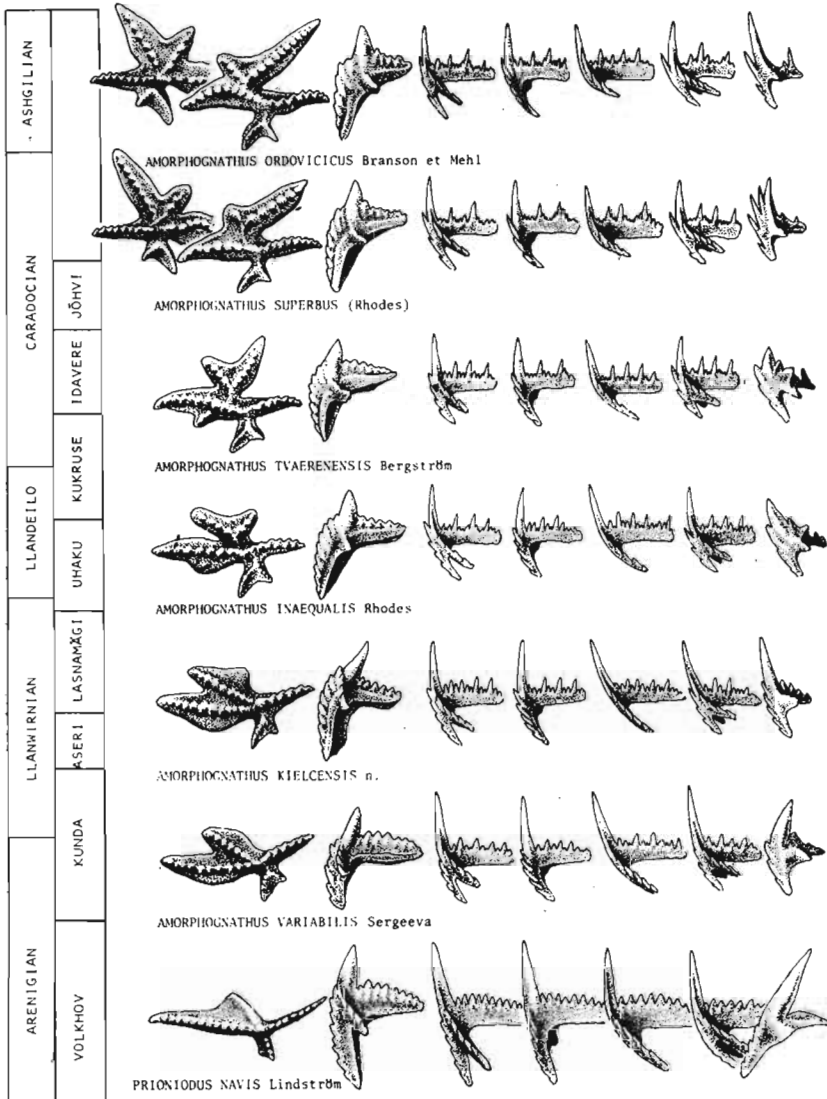 ASHGILIAN
CARADOCIAN
LLANDEILO
LLANWIRNIAN
ARENIGIAN
JÕHVI
IDAVERE
KUKRUSE
UHAKU
LASNAMÄGI
ASERI
KUNDA
VOLKHOV
AMORPHOGNATHUS ORDOVICICUS Branson et Mehl
AMORPHOGNATHUS SUPERBUS (Rhodes)
AMORPHOGNATHUS TVAERENENSIS Bergström
AMORPHOGNATHUS INAEQUALIS Rhodes
AMORPHOGNATHUS KIELCENSIS n.
AMORPHOGNATHUS VARIABILIS Sergeeva
PRIONIODUS NAVIS Lindström